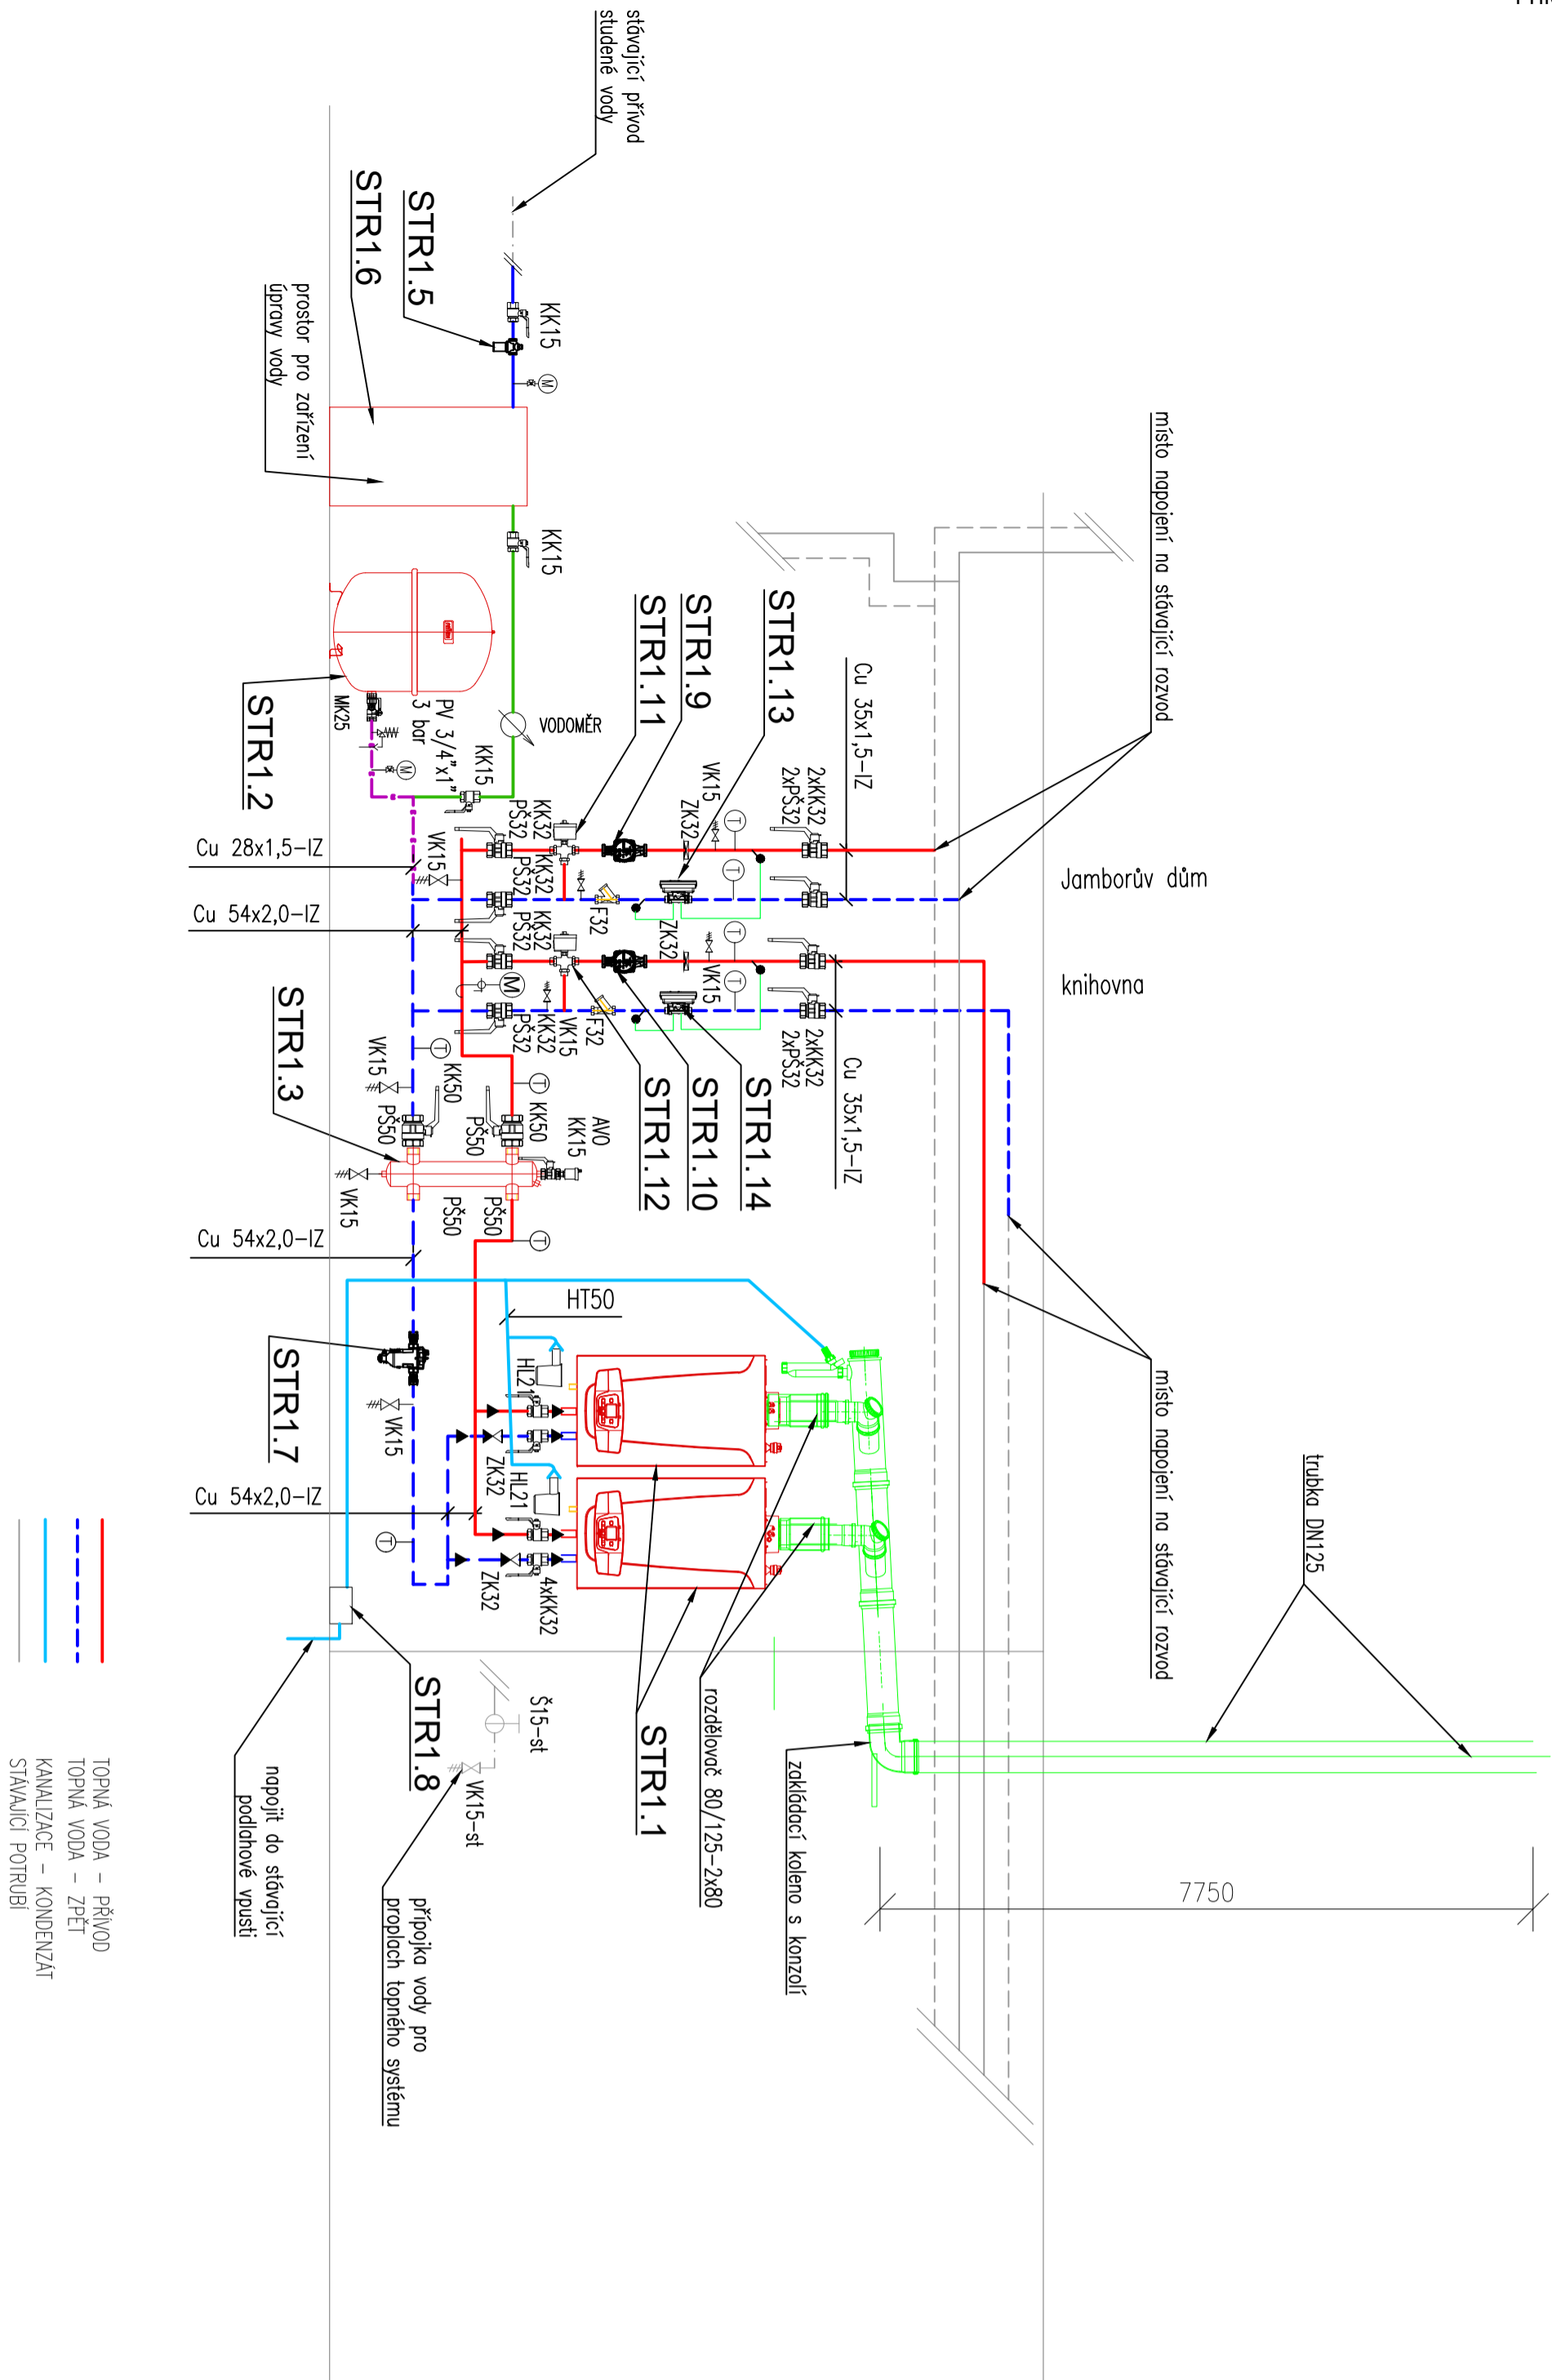 stávající přívod
studené vody
STR1.6
STR1.5
KK15
M
prostor pro zařízení
úpravy vody
KK15
STR1.2
MK25
PV 3/4"x1"
3 bar
M
KK15
VODOMĚR
STR1.11
STR1.9
STR1.13
Cu 35x1,5-IZ
místo napojení na stávající rozvod
Jamborův dům
knihovna
2xKK32
2xPŠ32
VK15
ZK32
T
T
KK32
PŠ32
KK32
PŠ32
F32
VK15
Cu 28x1,5-IZ
Cu 54x2,0-IZ
KK32
PŠ32
KK32
PŠ32
VK15
F32
ZK32
VK15
T
T
M
2xKK32
2xPŠ32
Cu 35x1,5-IZ
STR1.14
STR1.10
STR1.12
STR1.3
T
VK15
KK50
PŠ50
T
KK50
PŠ50
AVO
KK15
VK15
PŠ50
PŠ50
T
Cu 54x2,0-IZ
HT50
STR1.7
VK15
HL21
ZK32
HL21
ZK32
4xKK32
Cu 54x2,0-IZ
T
STR1.1
rozdělovač 80/125-2x80
zakládací koleno s konzolí
místo napojení na stávající rozvod
trubka DN125
7750
STR1.8
Š15-st
VK15-st
napojit do stávající
podlahové vpusti
přípojka vody pro
proplach topného systému
TOPNÁ VODA - PŘÍVOD
TOPNÁ VODA - ZPĚT
KANALIZACE - KONDENZÁT
STÁVAJÍCÍ POTRUBÍ